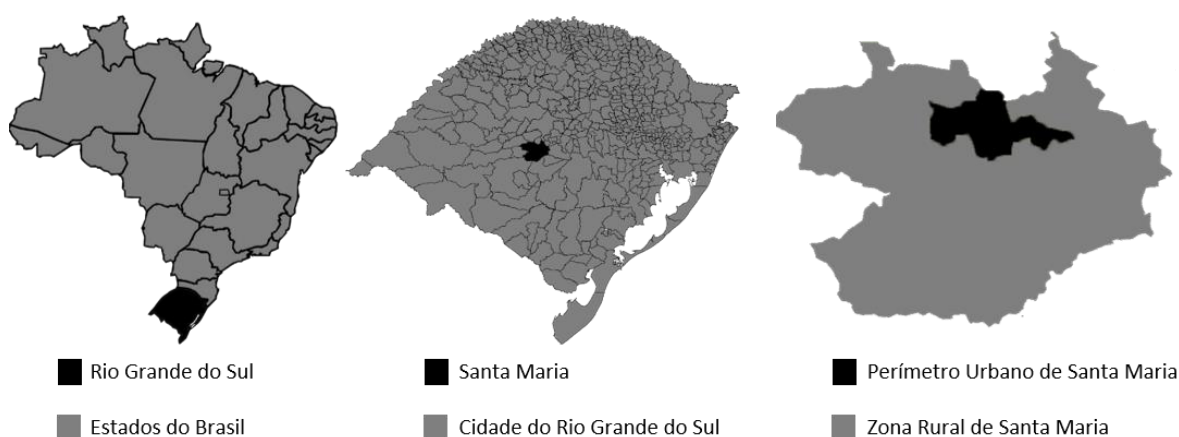 Rio Grande do Sul
Estados do Brasil
Santa Maria
Cidade do Rio Grande do Sul
Perímetro Urbano de Santa Maria
Zona Rural de Santa Maria